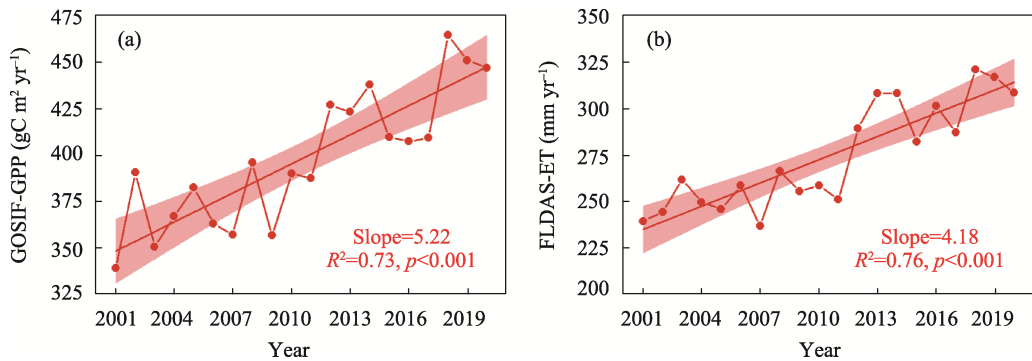 475
450
425
400
375
350
325
GOSIF-GPP (gC m² yr⁻¹)
(a)
Slope=5.22
R²=0.73, p<0.001
2001 2004 2007 2010 2013 2016 2019
Year
350
325
300
275
250
225
200
FLDAS-ET (mm yr⁻¹)
(b)
Slope=4.18
R²=0.76, p<0.001
2001 2004 2007 2010 2013 2016 2019
Year